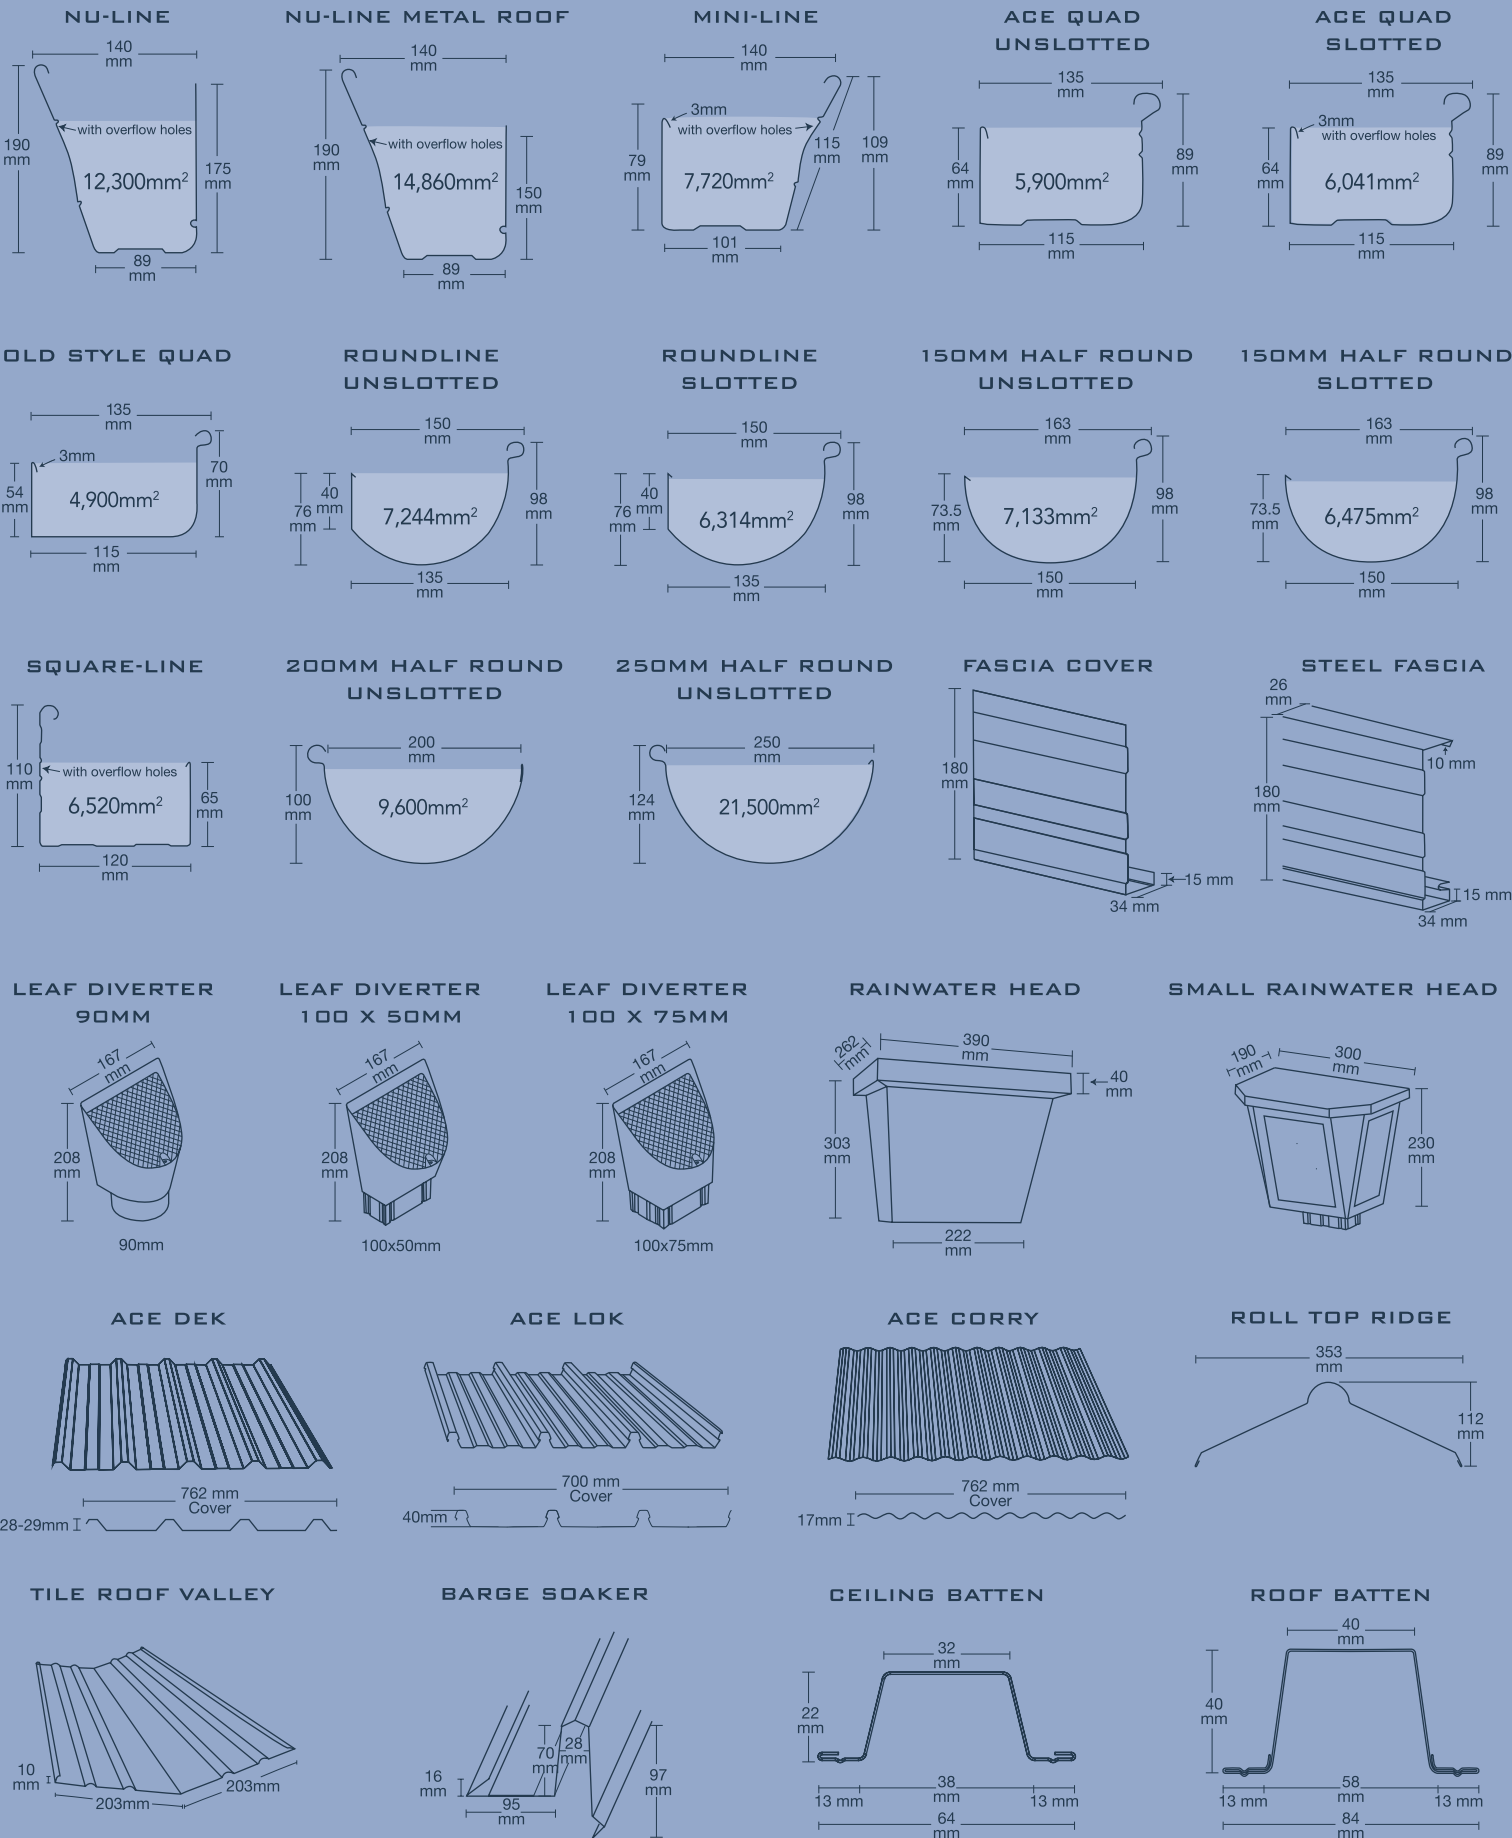 NU-LINE
140
mm
190
mm
with overflow holes
12,300mm²
175
mm
89
mm
NU-LINE METAL ROOF
140
mm
190
mm
with overflow holes
14,860mm²
150
mm
89
mm
MINI-LINE
140
mm
3mm
with overflow holes
79
mm
7,720mm²
115
mm
109
mm
101
mm
ACE QUAD
UNSLOTTED
135
mm
64
mm
5,900mm²
89
mm
115
mm
ACE QUAD
SLOTTED
135
mm
3mm
with overflow holes
64
mm
6,041mm²
89
mm
115
mm
OLD STYLE QUAD
135
mm
3mm
54
mm
4,900mm²
70
mm
115
mm
ROUNDLINE
UNSLOTTED
150
mm
76
mm
40
mm
7,244mm²
98
mm
135
mm
ROUNDLINE
SLOTTED
150
mm
76
mm
40
mm
6,314mm²
98
mm
135
mm
150MM HALF ROUND
UNSLOTTED
163
mm
73.5
mm
7,133mm²
98
mm
150
mm
150MM HALF ROUND
SLOTTED
163
mm
73.5
mm
6,475mm²
98
mm
150
mm
SQUARE-LINE
110
mm
with overflow holes
6,520mm²
65
mm
120
mm
200MM HALF ROUND
UNSLOTTED
200
mm
100
mm
9,600mm²
250MM HALF ROUND
UNSLOTTED
250
mm
124
mm
21,500mm²
FASCIA COVER
180
mm
15 mm
34 mm
STEEL FASCIA
26
mm
10 mm
180
mm
15 mm
34 mm
LEAF DIVERTER
90MM
167
mm
208
mm
90mm
LEAF DIVERTER
100 X 50MM
167
mm
208
mm
100x50mm
LEAF DIVERTER
100 X 75MM
167
mm
208
mm
100x75mm
RAINWATER HEAD
262
mm
390
mm
40
mm
303
mm
222
mm
SMALL RAINWATER HEAD
190
mm
300
mm
230
mm
ACE DEK
762 mm
Cover
28-29mm
ACE LOK
700 mm
Cover
40mm
ACE CORRY
762 mm
Cover
17mm
ROLL TOP RIDGE
353
mm
112
mm
TILE ROOF VALLEY
10
mm
203mm
203mm
BARGE SOAKER
70
mm
28
mm
16
mm
97
mm
95
mm
CEILING BATTEN
32
mm
22
mm
38
mm
13 mm
13 mm
64
mm
ROOF BATTEN
40
mm
40
mm
58
mm
13 mm
13 mm
84
mm